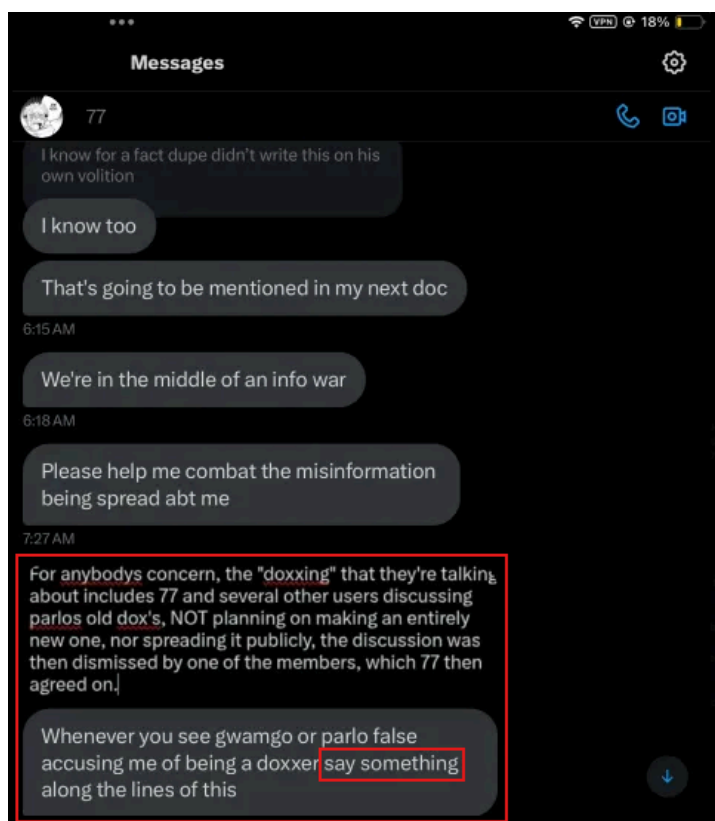 VPN 18%
Messages
77
I know for a fact dupe didn't write this on his
own volition
I know too
That's going to be mentioned in my next doc
6:15 AM
We're in the middle of an info war
6:18 AM
Please help me combat the misinformation
being spread abt me
7:27 AM
For anybodys concern, the "doxxing" that they're talking
about includes 77 and several other users discussing
parlos old dox's, NOT planning on making an entirely
new one, nor spreading it publicly, the discussion was
then dismissed by one of the members, which 77 then
agreed on.
Whenever you see gwamgo or parlo false
accusing me of being a doxxer say something
along the lines of this